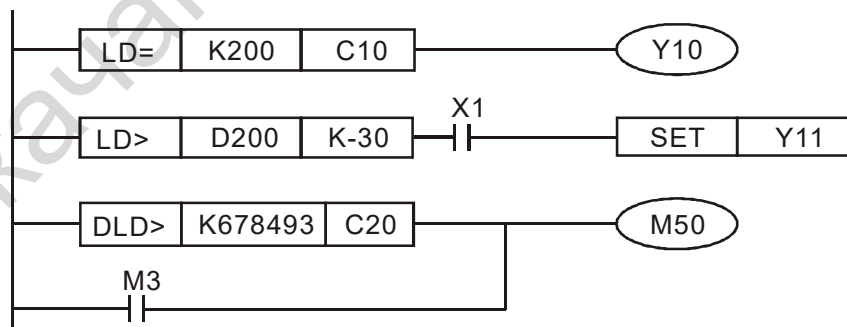 LD= K200 C10 Y10
X1
LD> D200 K-30 SET Y11
DLD> K678493 C20 M50
M3